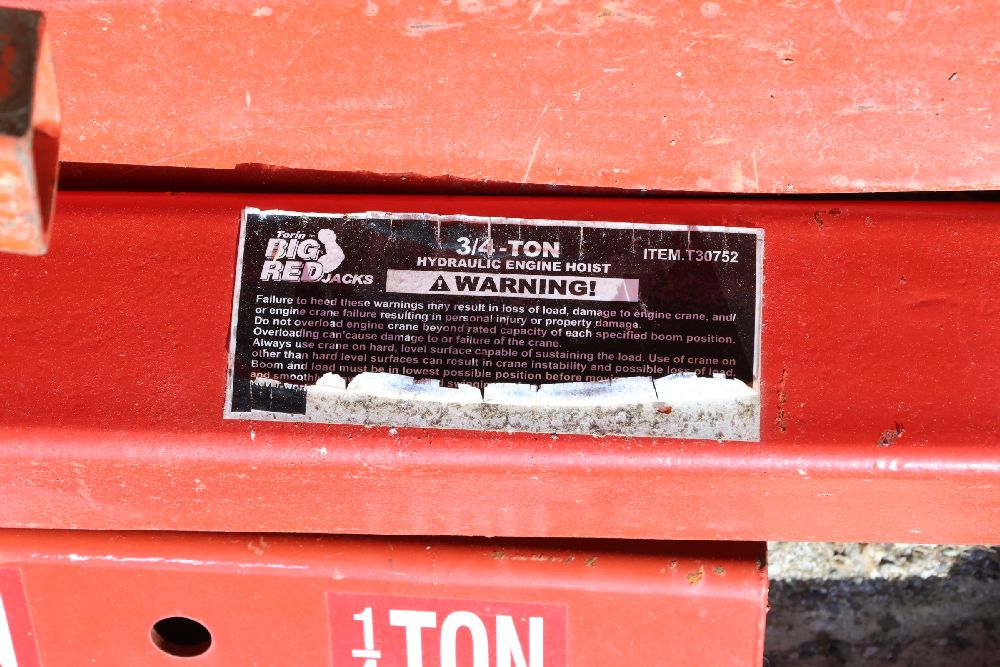 Torin™
BIG RED JACKS
3/4-TON
HYDRAULIC ENGINE HOIST
ITEM.T30752
⚠WARNING!
Failure to heed these warnings may result in loss of load, damage to engine crane, and/
or engine crane failure resulting in personal injury or property damage.
Do not overload engine crane beyond rated capacity of each specified boom position.
Overloading can cause damage to or failure of the crane.
Always use crane on hard, level surface capable of sustaining the load. Use of crane on
other than hard level surfaces can result in crane instability and possible loss of load.
Boom and load must be in lowest possible position before
and
1/4 TON